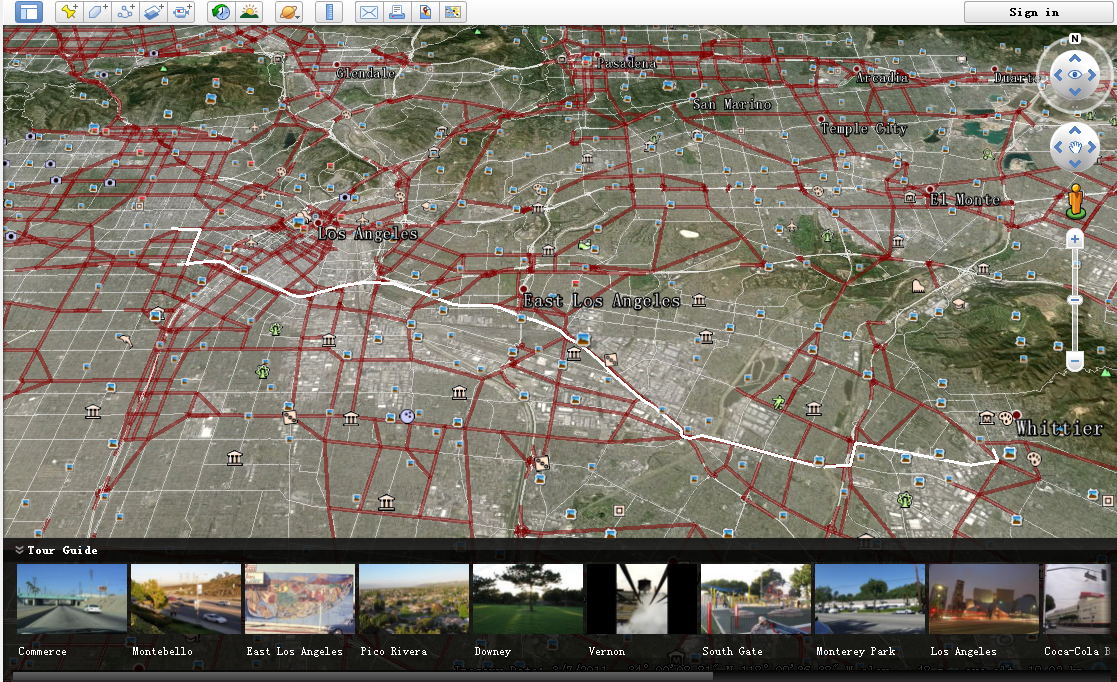 Sign in
N
Glendale
Pasadena
Arcadia
Duarte
San Marino
Temple City
El Monte
Los Angeles
East Los Angeles
Whittier
Tour Guide
Commerce
Montebello
East Los Angeles
Pico Rivera
Downey
Vernon
South Gate
Monterey Park
Los Angeles
Coca-Cola B